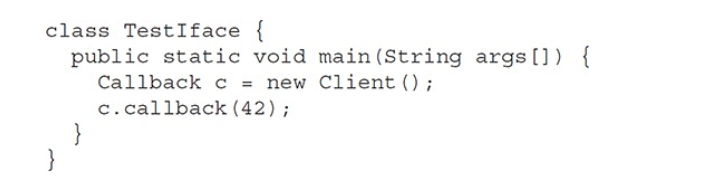 class TestIface {
public static void main(String args[]) {
Callback c = new Client();
c.callback(42);
}
}